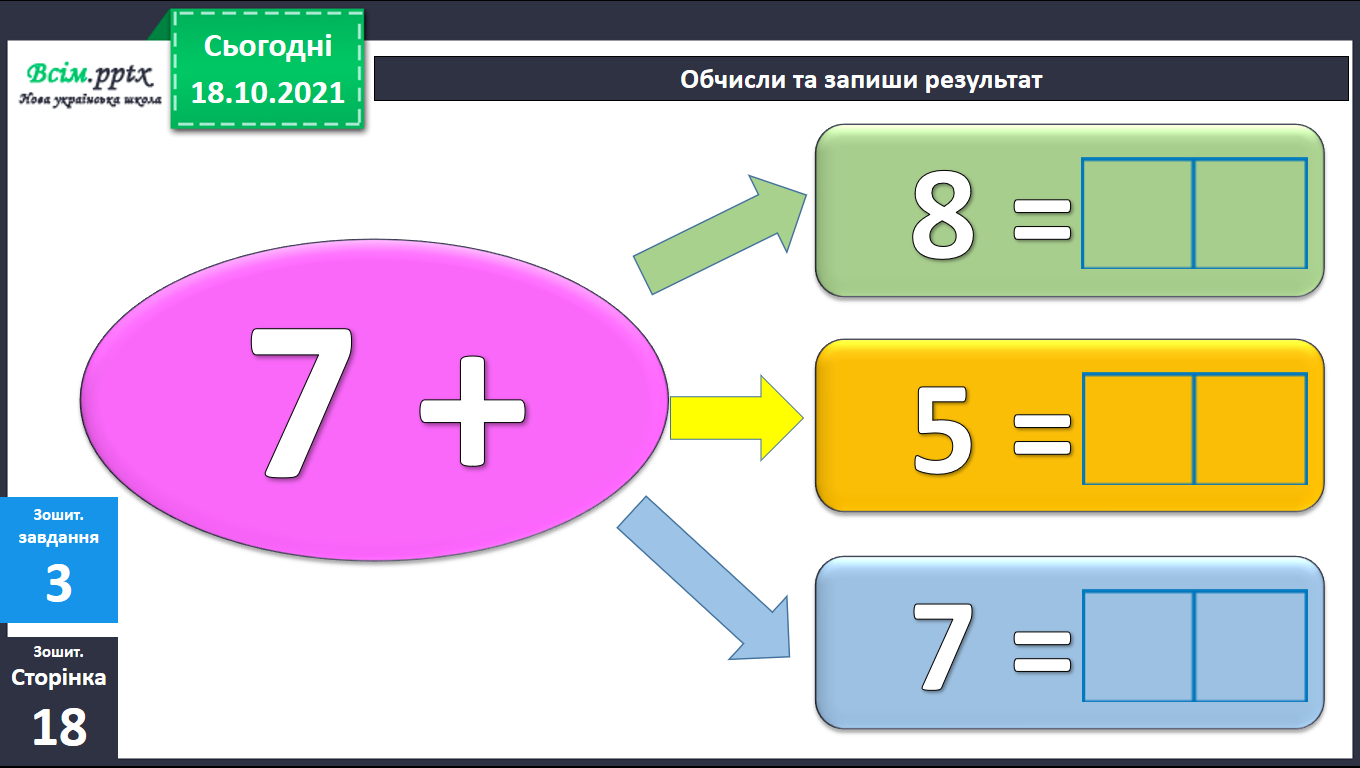 Всім.pptx
Нова українська школа
Сьогодні
18.10.2021
Обчисли та запиши результат
7 +
8 =
5 =
7 =
Зошит.
завдання
3
Зошит.
Сторінка
18